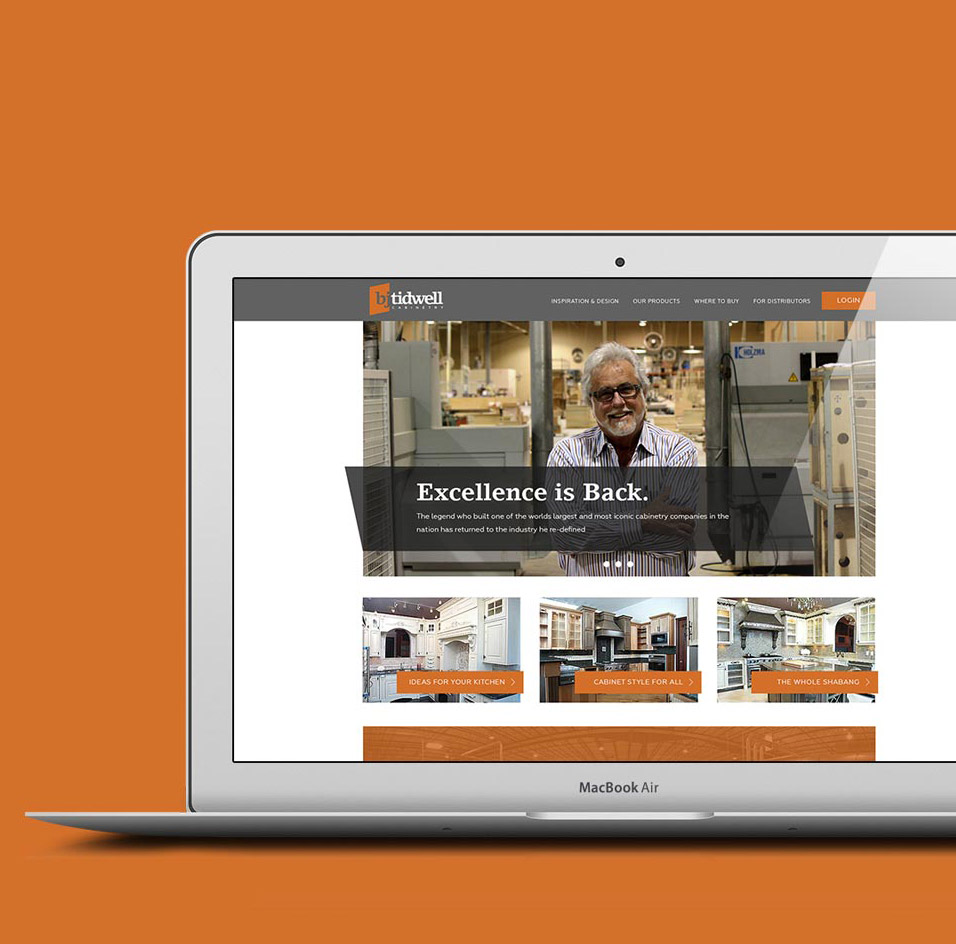 bjtidwell
CABINETRY
INSPIRATION & DESIGN
OUR PRODUCTS
WHERE TO BUY
FOR DISTRIBUTORS
LOGIN
HOLZMA
Excellence is Back.
The legend who built one of the worlds largest and most iconic cabinetry companies in the
nation has returned to the industry he re-defined
IDEAS FOR YOUR KITCHEN
CABINET STYLE FOR ALL
THE WHOLE SHABANG
MacBook Air